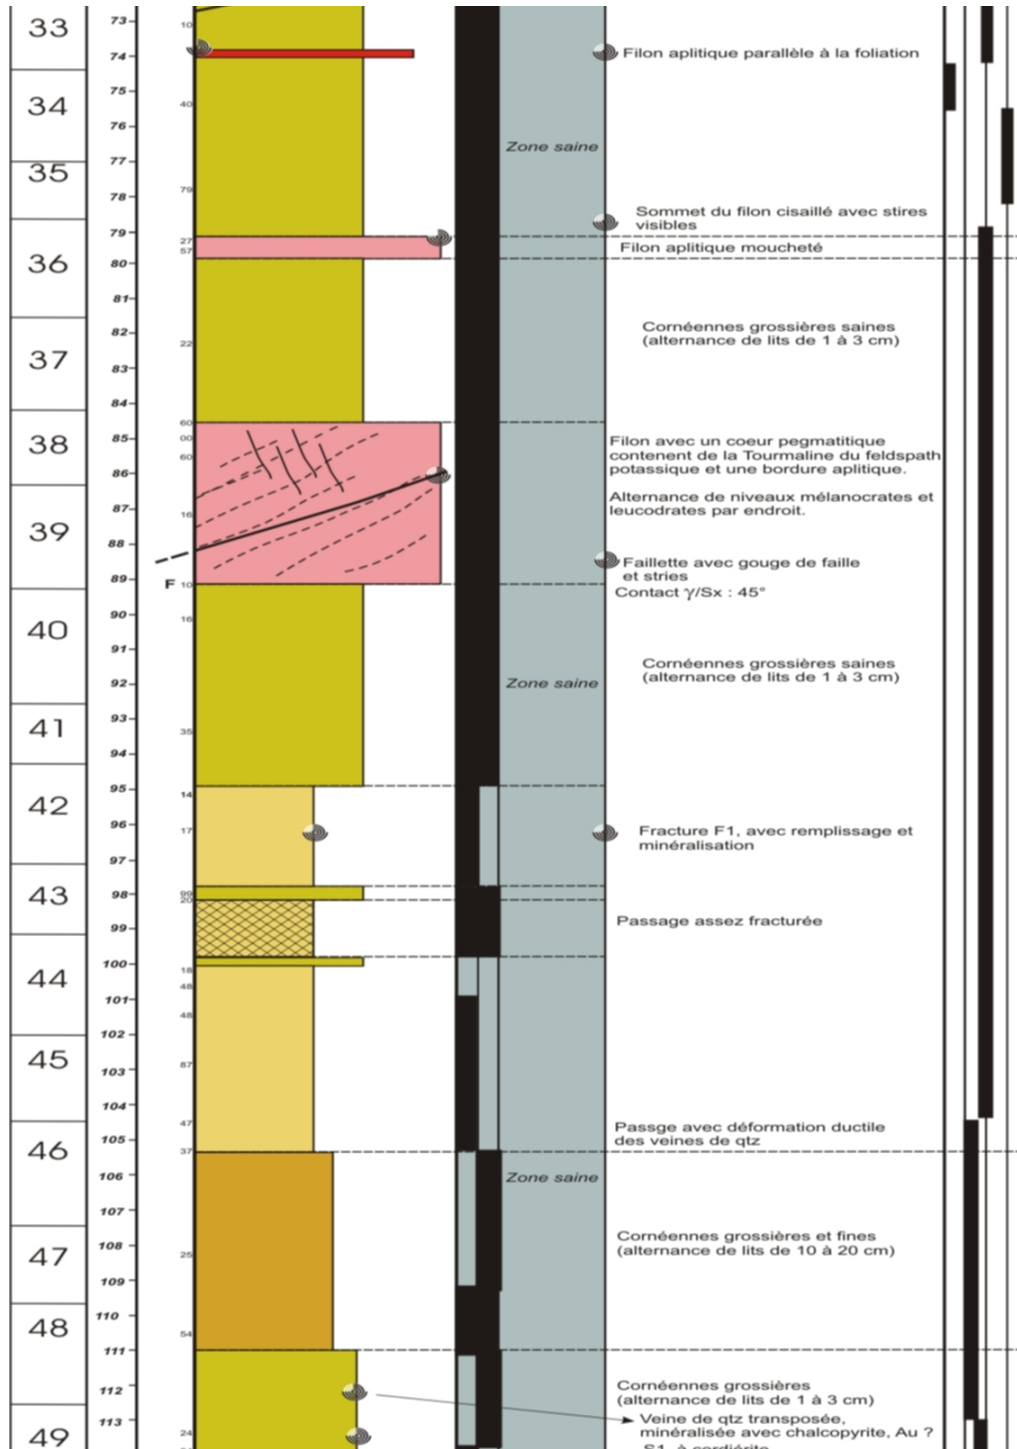 33
34
35
36
37
38
39
40
41
42
43
44
45
46
47
48
49
73
74
75
76
77
78
79
80
81
82
83
84
85
86
87
88
89
90
91
92
93
94
95
96
97
98
99
100
101
102
103
104
105
106
107
108
109
110
111
112
113
F
10
40
79
27
57
22
60
00
60
16
10
16
35
14
17
99
20
18
48
48
87
47
37
25
54
24
Zone saine
Zone saine
Zone saine
Filon aplitique parallèle à la foliation
Sommet du filon cisaillé avec stires
visibles
Filon aplitique moucheté
Cornéennes grossières saines
(alternance de lits de 1 à 3 cm)
Filon avec un coeur pegmatitique
contenent de la Tourmaline du feldspath
potassique et une bordure aplitique.
Alternance de niveaux mélanocrates et
leucodrates par endroit.
Faillette avec gouge de faille
et stries
Contact γ/Sx : 45°
Cornéennes grossières saines
(alternance de lits de 1 à 3 cm)
Fracture F1, avec remplissage et
minéralisation
Passage assez fracturée
Passge avec déformation ductile
des veines de qtz
Cornéennes grossières et fines
(alternance de lits de 10 à 20 cm)
Cornéennes grossières
(alternance de lits de 1 à 3 cm)
Veine de qtz transposée,
minéralisée avec chalcopyrite, Au ?
S1, à cordiérite